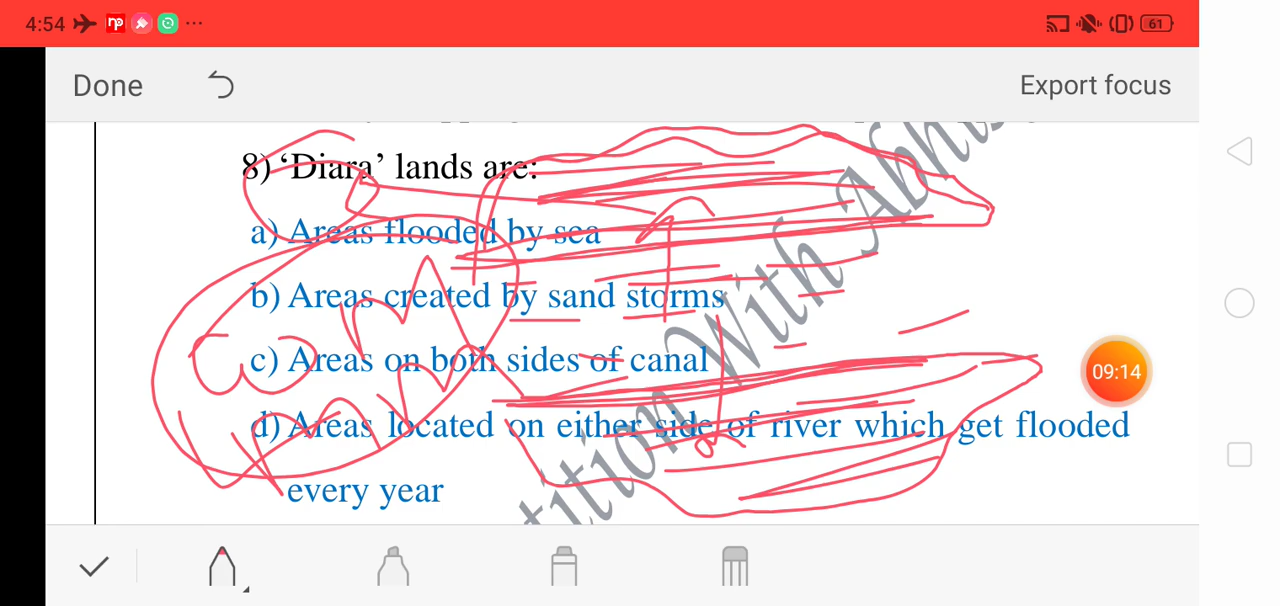 4:54 np ... 61
Done Export focus
8) ‘Diara’ lands are:
a) Areas flooded by sea
b) Areas created by sand storms
c) Areas on both sides of canal
d) Areas located on either side of river which get flooded
every year
With
09:14